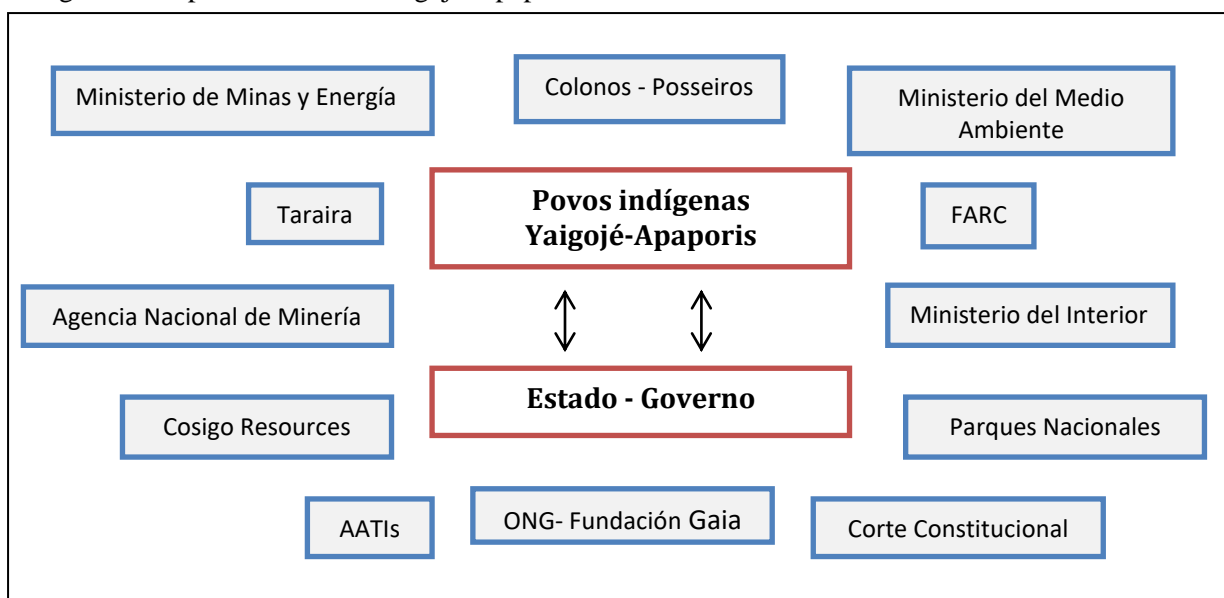 Ministerio de Minas y Energía
Colonos - Posseiros
Ministerio del Medio
Ambiente
Taraira
Povos indígenas
Yaigojé-Apaporis
FARC
Agencia Nacional de Minería
Ministerio del Interior
Cosigo Resources
Estado - Governo
Parques Nacionales
AATIs
ONG- Fundación Gaia
Corte Constitucional